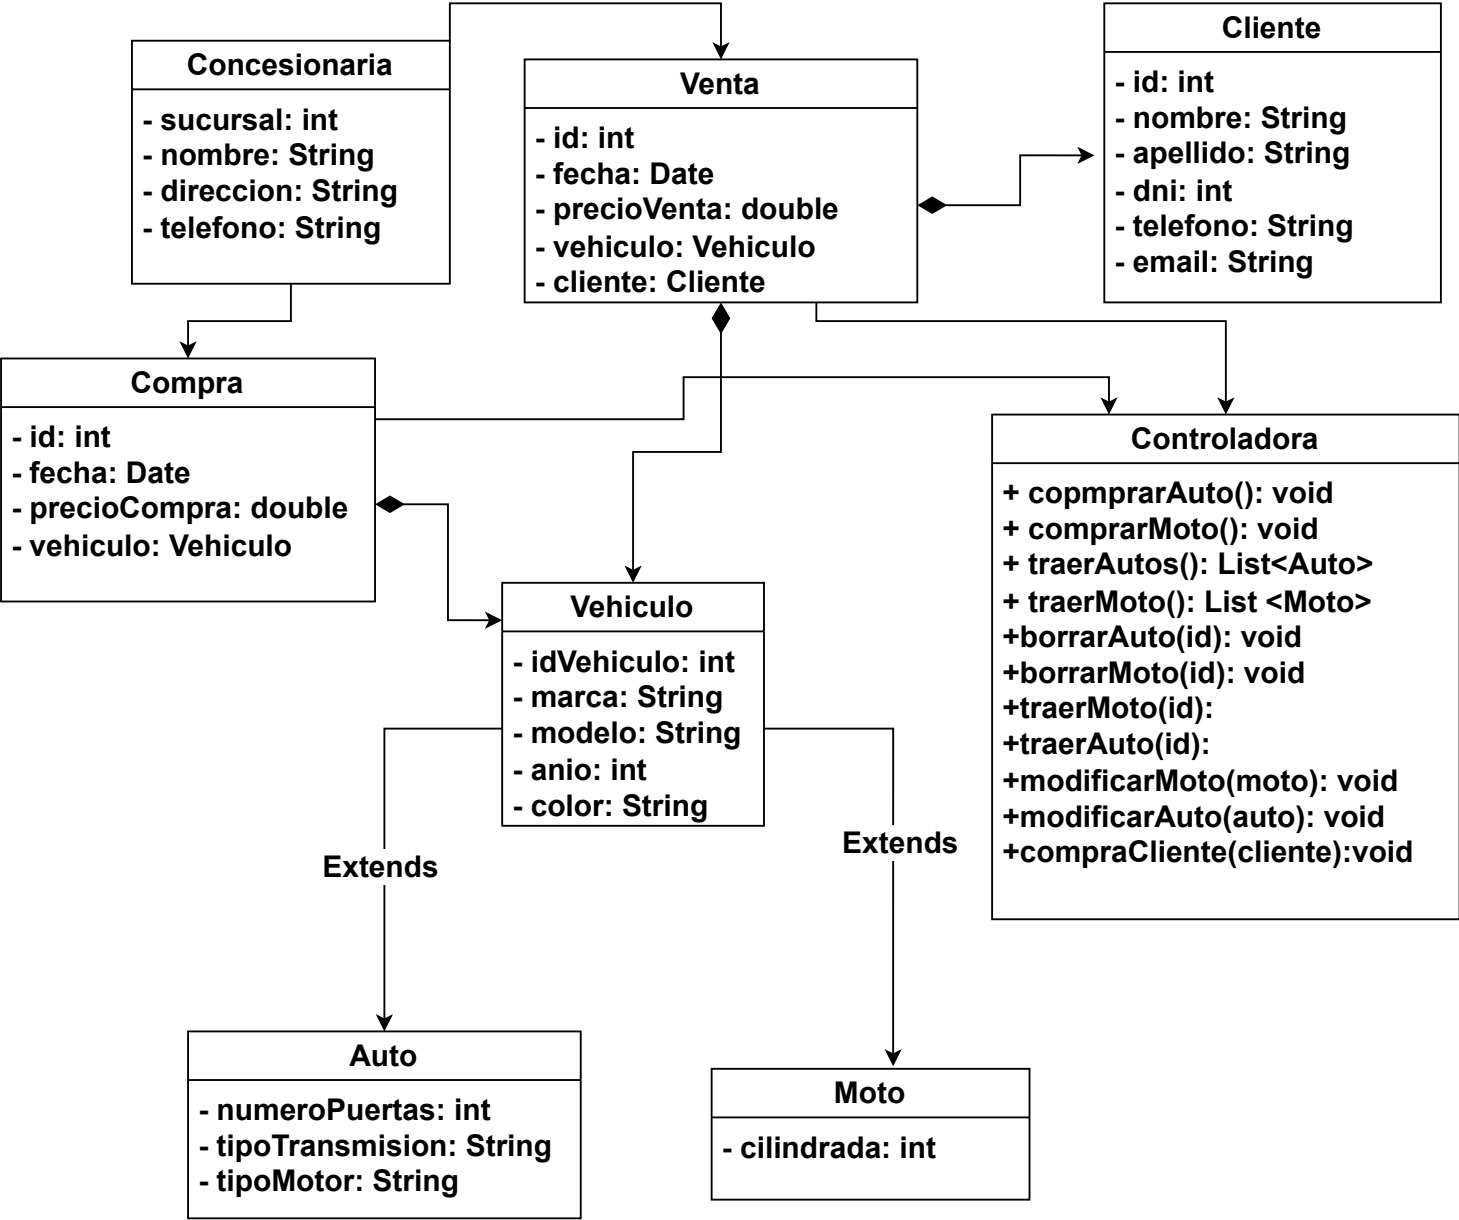 Concesionaria
- sucursal: int
- nombre: String
- direccion: String
- telefono: String
Venta
- id: int
- fecha: Date
- precioVenta: double
- vehiculo: Vehiculo
- cliente: Cliente
Cliente
- id: int
- nombre: String
- apellido: String
- dni: int
- telefono: String
- email: String
Compra
- id: int
- fecha: Date
- precioCompra: double
- vehiculo: Vehiculo
Controladora
+ copmprarAuto(): void
+ comprarMoto(): void
+ traerAutos(): List<Auto>
+ traerMoto(): List <Moto>
+borrarAuto(id): void
+borrarMoto(id): void
+traerMoto(id):
+traerAuto(id):
+modificarMoto(moto): void
+modificarAuto(auto): void
+compraCliente(cliente):void
Vehiculo
- idVehiculo: int
- marca: String
- modelo: String
- anio: int
- color: String
Extends
Extends
Auto
- numeroPuertas: int
- tipoTransmision: String
- tipoMotor: String
Moto
- cilindrada: int